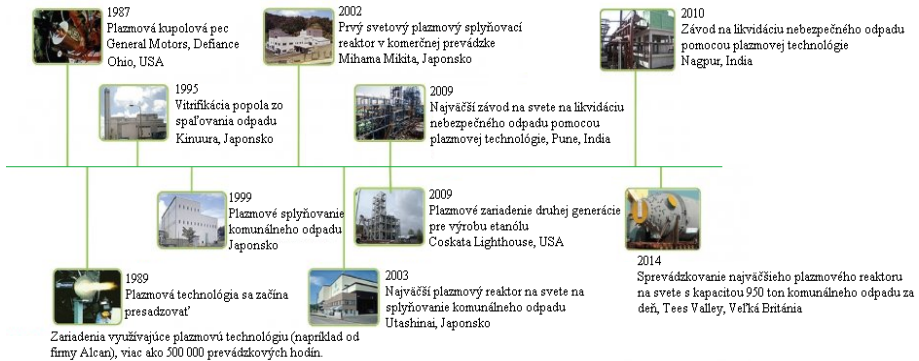 1987
Plazmová kupolová pec
General Motors, Defiance
Ohio, USA
2002
Prvý svetový plazmový splyňovací
reaktor v komerčnej prevádzke
Mihama Mikita, Japonsko
2010
Závod na likvidáciu nebezpečného odpadu
pomocou plazmovej technológie
Nagpur, India
1995
Vitrifikácia popola zo
spaľovania odpadu
Kinuura, Japonsko
2009
Najväčší závod na svete na likvidáciu
nebezpečného odpadu pomocou
plazmovej technológie, Pune, India
1999
Plazmové splyňovanie
komunálneho odpadu
Japonsko
2009
Plazmové zariadenie druhej generácie
pre výrobu etanólu
Coskata Lighthouse, USA
2014
Sprevádzkovanie najväčšieho plazmového reaktoru
na svete s kapacitou 950 ton komunálneho odpadu za
deň, Tees Valley, Veľká Británia
1989
Plazmová technológia sa začína
presadzovať
Zariadenia využívajúce plazmovú technológiu (napríklad od
firmy Alcan), viac ako 500 000 prevádzkových hodín.
2003
Najväčší plazmový reaktor na svete na
splyňovanie komunálneho odpadu
Utashinai, Japonsko